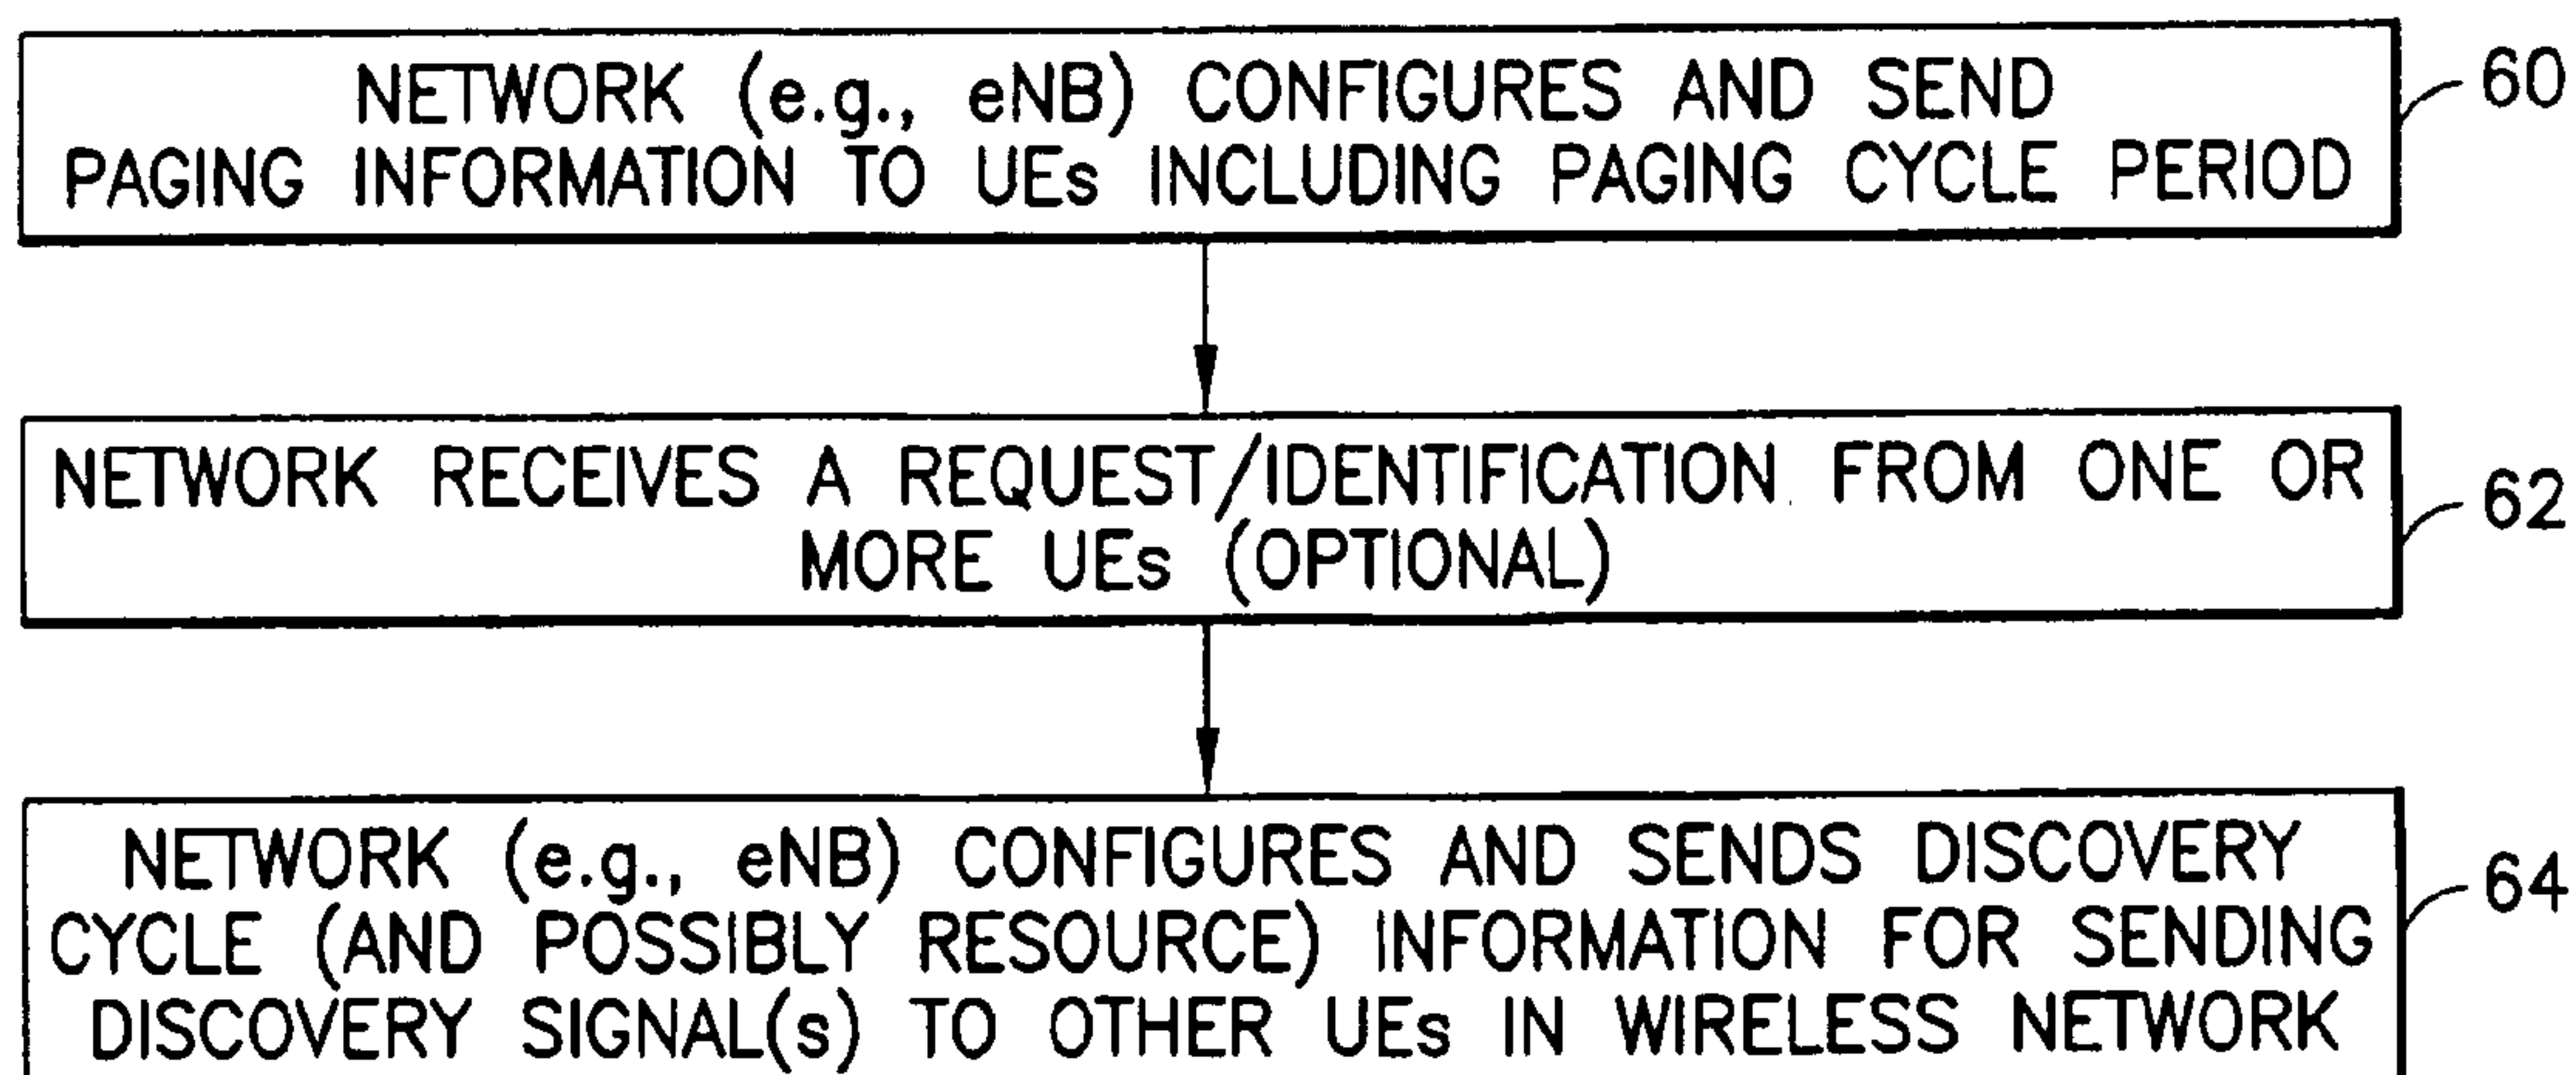 NETWORK (e.g., eNB) CONFIGURES AND SEND
PAGING INFORMATION TO UEs INCLUDING PAGING CYCLE PERIOD
60
NETWORK RECEIVES A REQUEST/IDENTIFICATION FROM ONE OR
MORE UEs (OPTIONAL)
62
NETWORK (e.g., eNB) CONFIGURES AND SENDS DISCOVERY
CYCLE (AND POSSIBLY RESOURCE) INFORMATION FOR SENDING
DISCOVERY SIGNAL(s) TO OTHER UEs IN WIRELESS NETWORK
64